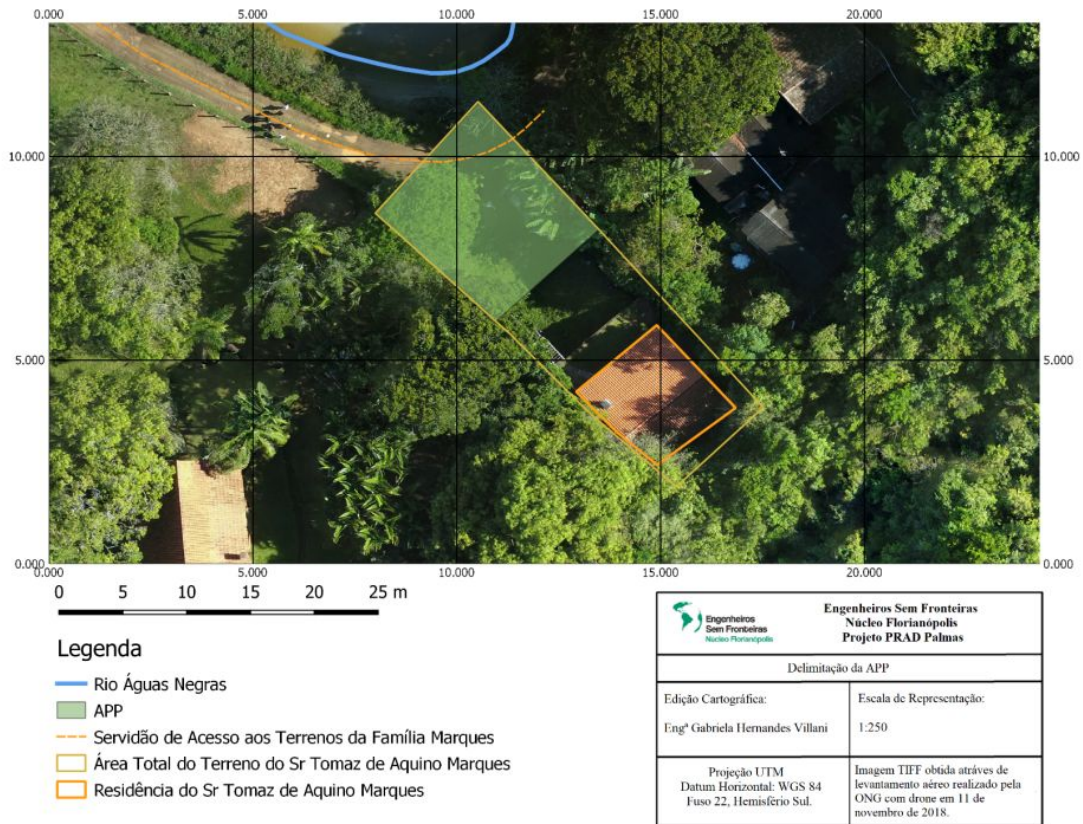 0.000 5.000 10.000 15.000 20.000
10.000 10.000
5.000 5.000
0.000 0.000
0.000 5.000 10.000 15.000 20.000
0 5 10 15 20 25 m
Legenda
Rio Águas Negras
APP
Servidão de Acesso aos Terrenos da Família Marques
Área Total do Terreno do Sr Tomaz de Aquino Marques
Residência do Sr Tomaz de Aquino Marques
Engenheiros
Sem Fronteiras
Núcleo Florianópolis
Engenheiros Sem Fronteiras
Núcleo Florianópolis
Projeto PRAD Palmas
Delimitação da APP
Edição Cartográfica:
Engª Gabriela Hernandes Villani
Escala de Representação:
1:250
Projeção UTM
Datum Horizontal: WGS 84
Fuso 22, Hemisfério Sul.
Imagem TIFF obtida atráves de
levantamento aéreo realizado pela
ONG com drone em 11 de
novembro de 2018.